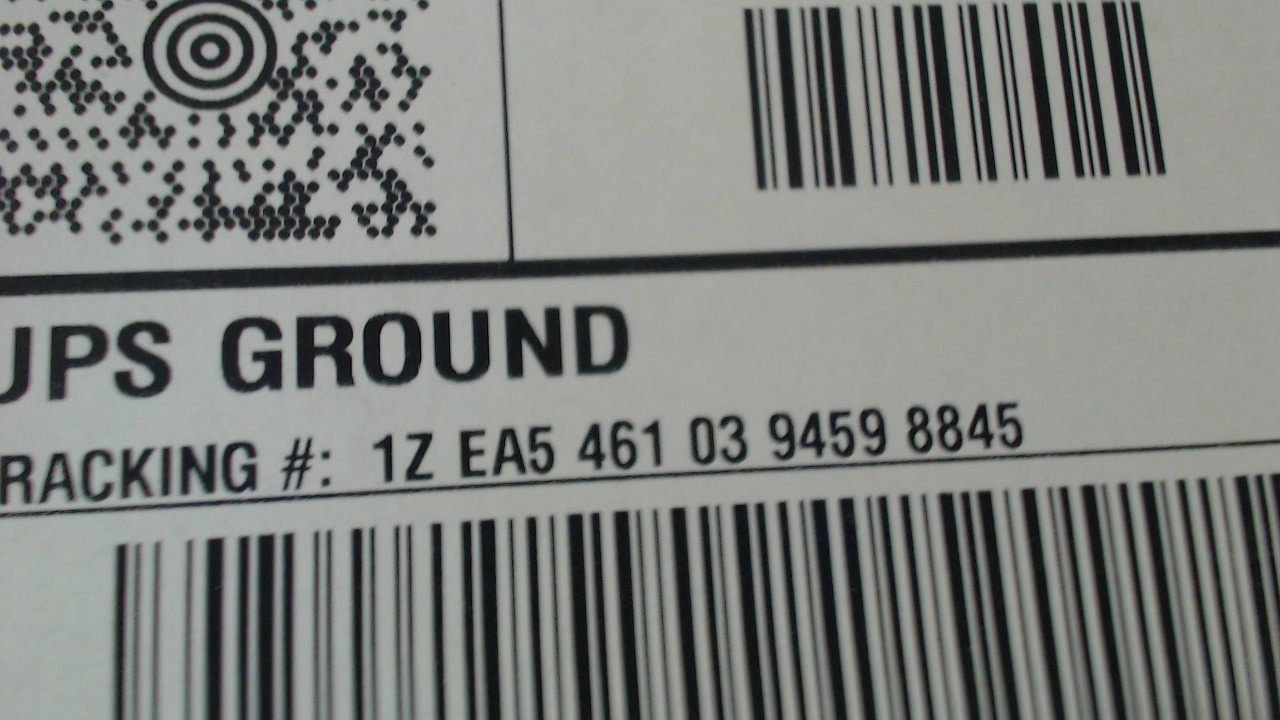 UPS GROUND
RACKING #: 1Z EA5 461 03 9459 8845